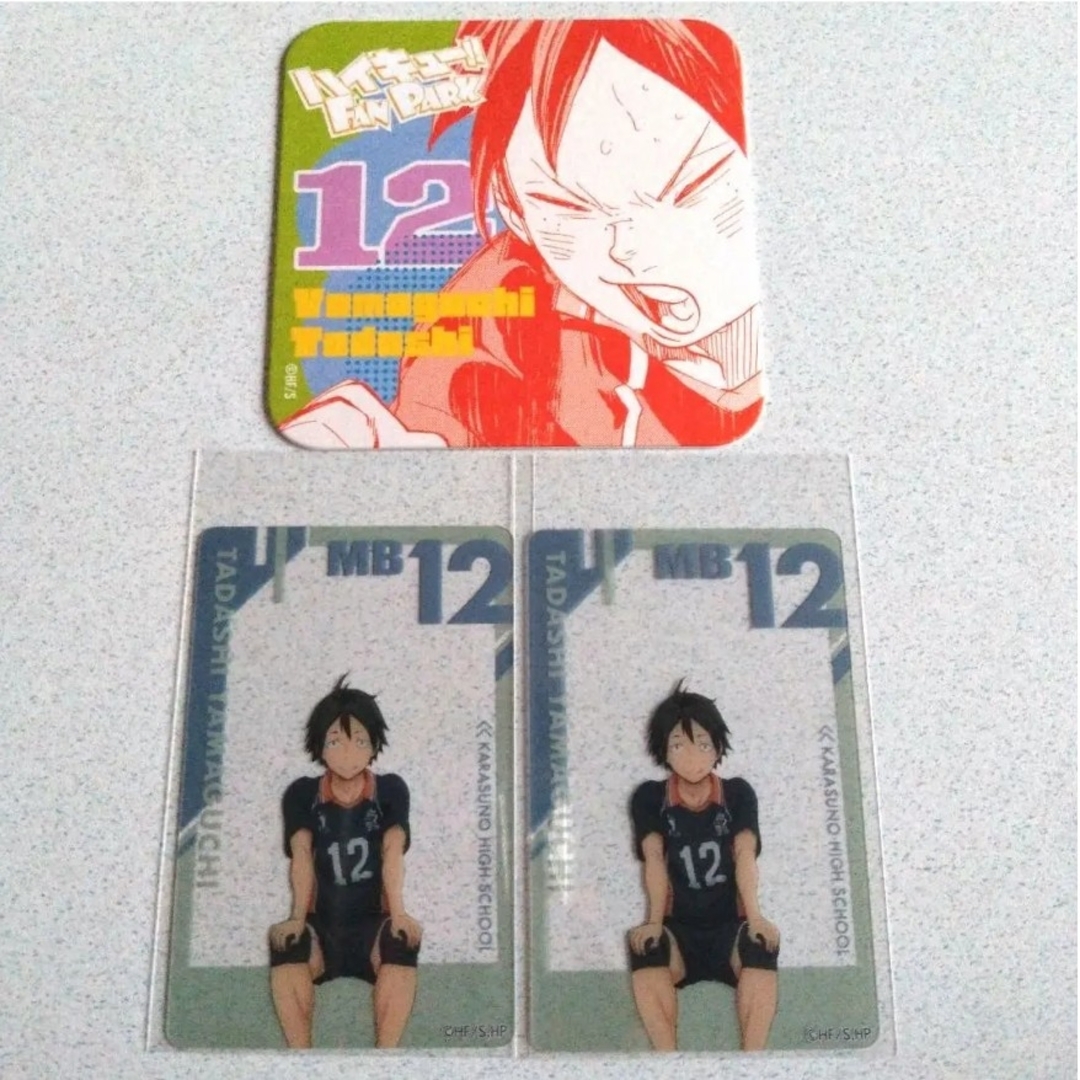 ハイキュー!!
FAN PARK
12
Yamaguchi
Tadashi
©HF/S
MB12
TADASHI YAMAGUCHI
12
《 KARASUNO HIGH SCHOOL
©HF/S,HP
MB12
TADASHI YAMAGUCHI
12
《 KARASUNO HIGH SCHOOL
©HF/S,HP